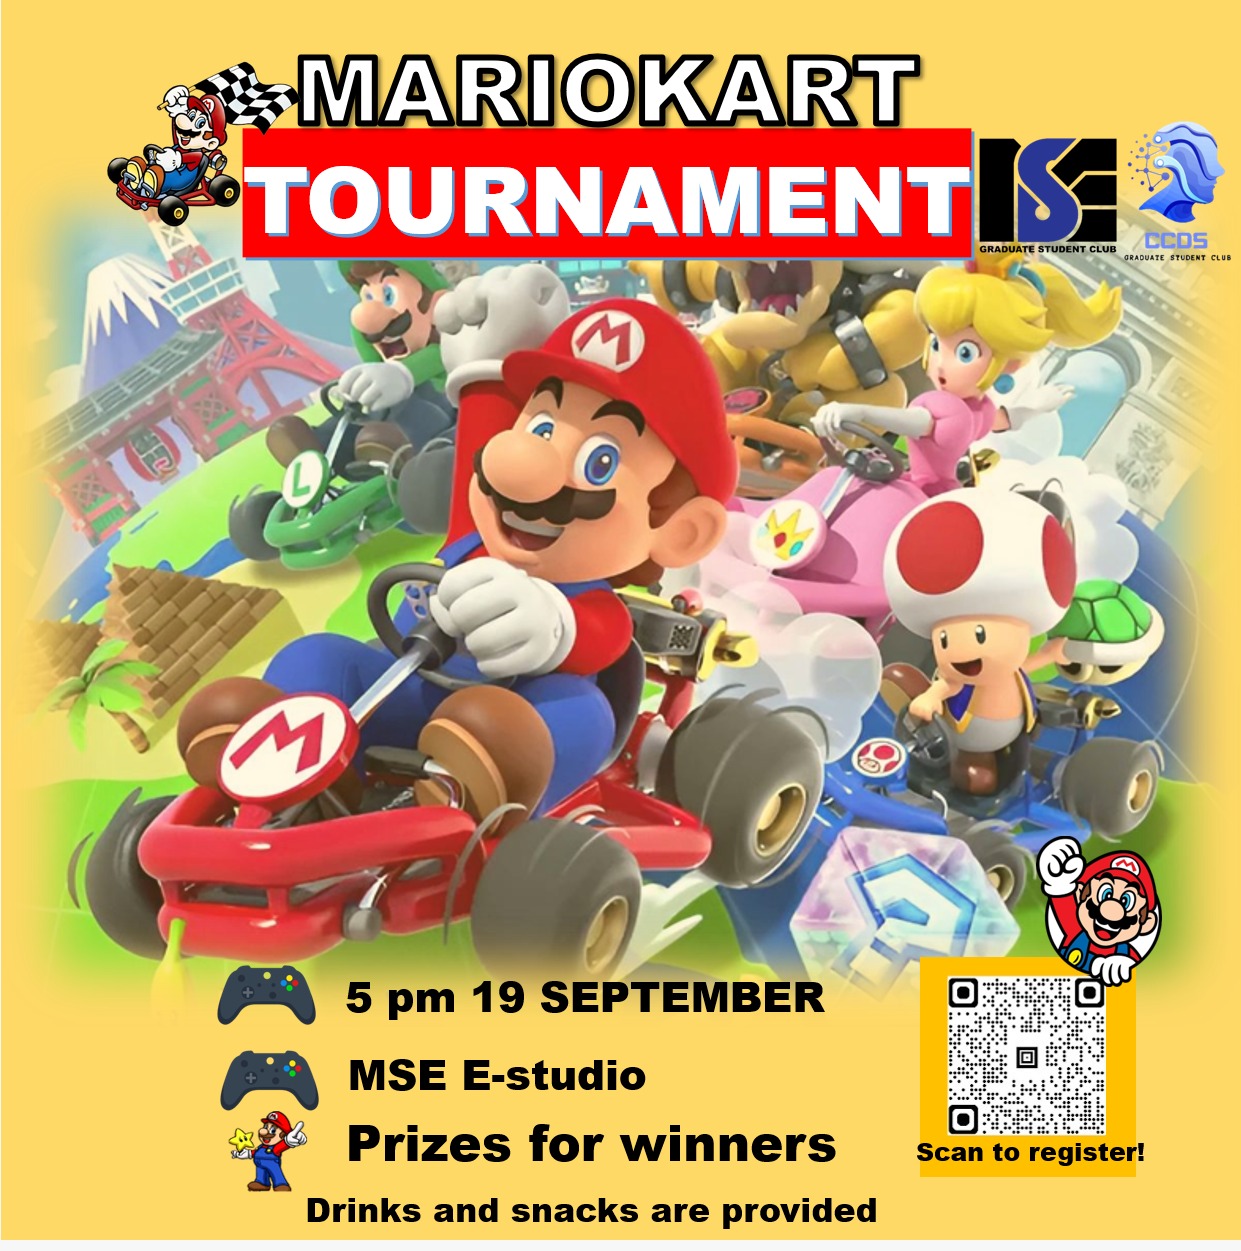 MARIOKART
TOURNAMENT
MSE
GRADUATE STUDENT CLUB
CCDS
GRADUATE STUDENT CLUB
M
L
M
5 pm 19 SEPTEMBER
MSE E-studio
Prizes for winners
Drinks and snacks are provided
M
Scan to register!